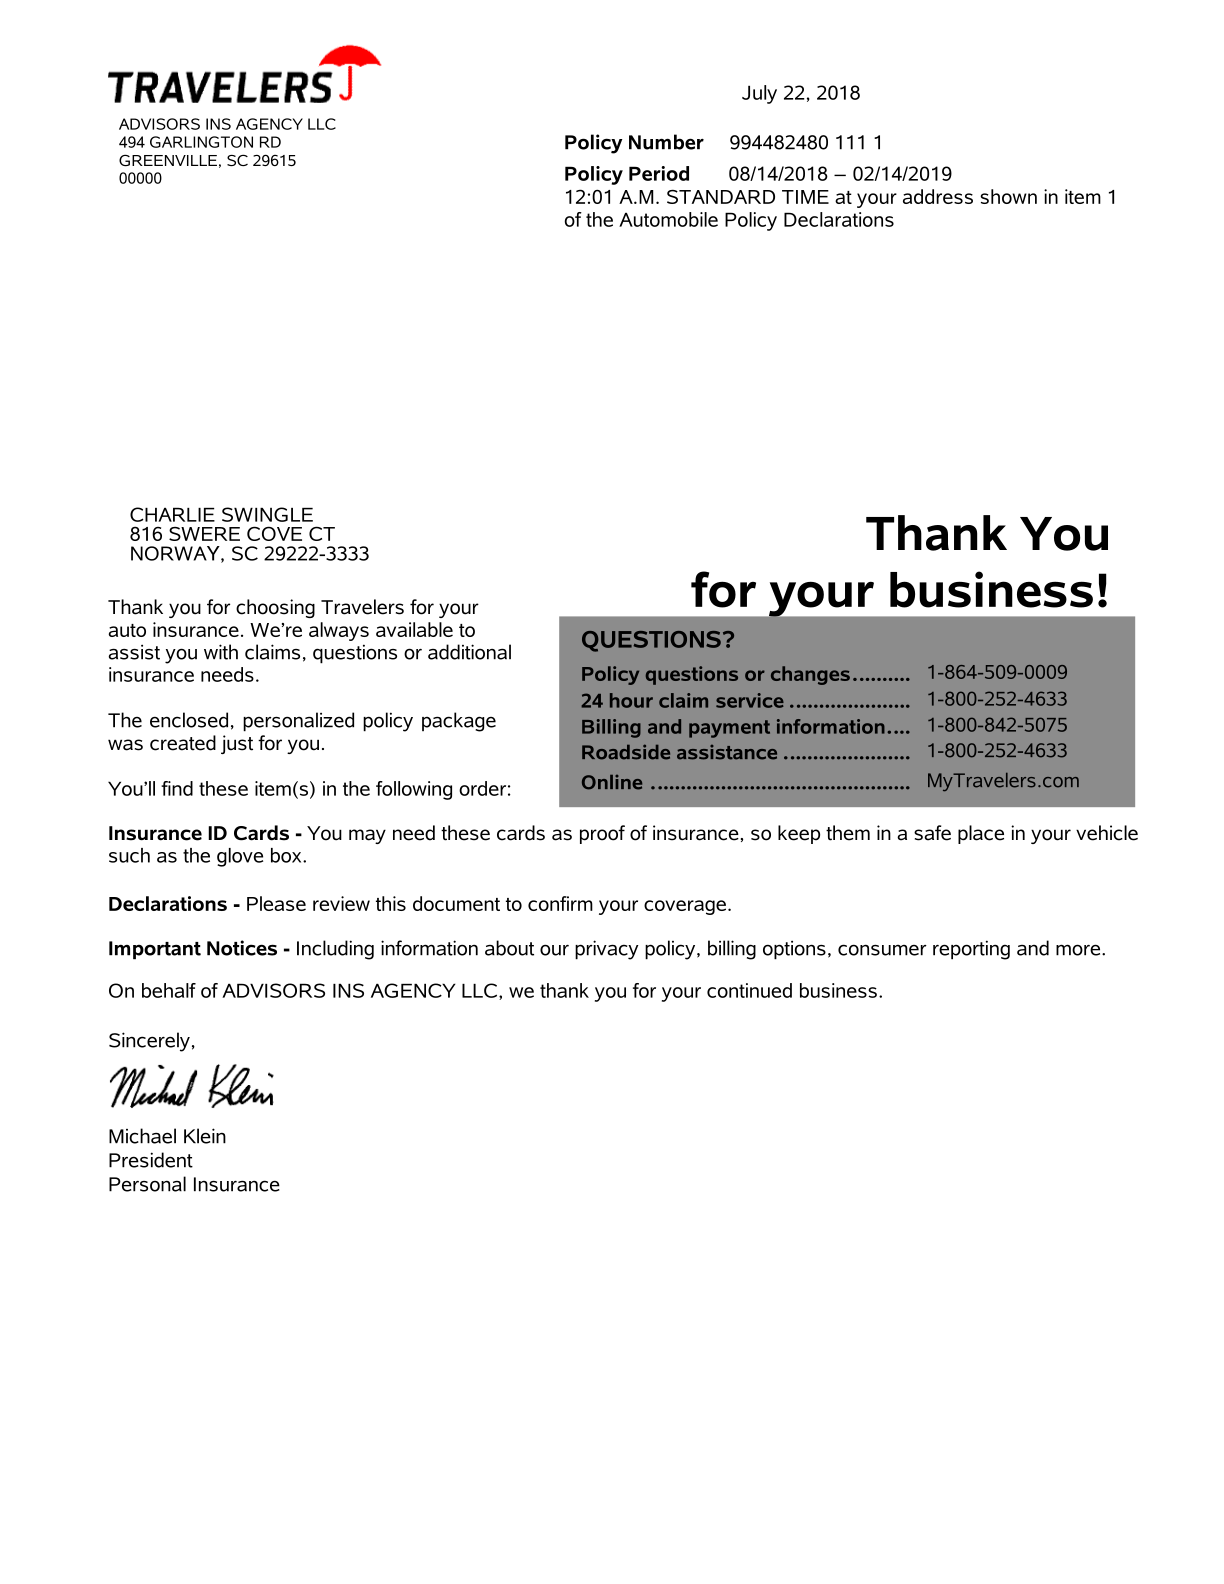 TRAVELERS
ADVISORS INS AGENCY LLC
494 GARLINGTON RD
GREENVILLE, SC 29615
00000
July 22, 2018
Policy Number 994482480 111 1
Policy Period 08/14/2018 – 02/14/2019
12:01 A.M. STANDARD TIME at your address shown in item 1
of the Automobile Policy Declarations
CHARLIE SWINGLE
816 SWERE COVE CT
NORWAY, SC 29222-3333
Thank You
for your business!
Thank you for choosing Travelers for your
auto insurance. We’re always available to
assist you with claims, questions or additional
insurance needs.
The enclosed, personalized policy package
was created just for you.
You’ll find these item(s) in the following order:
QUESTIONS?
Policy questions or changes.......... 1-864-509-0009
24 hour claim service ..................... 1-800-252-4633
Billing and payment information.... 1-800-842-5075
Roadside assistance ...................... 1-800-252-4633
Online ............................................. MyTravelers.com
Insurance ID Cards - You may need these cards as proof of insurance, so keep them in a safe place in your vehicle
such as the glove box.
Declarations - Please review this document to confirm your coverage.
Important Notices - Including information about our privacy policy, billing options, consumer reporting and more.
On behalf of ADVISORS INS AGENCY LLC, we thank you for your continued business.
Sincerely,
Michael Klein
Michael Klein
President
Personal Insurance